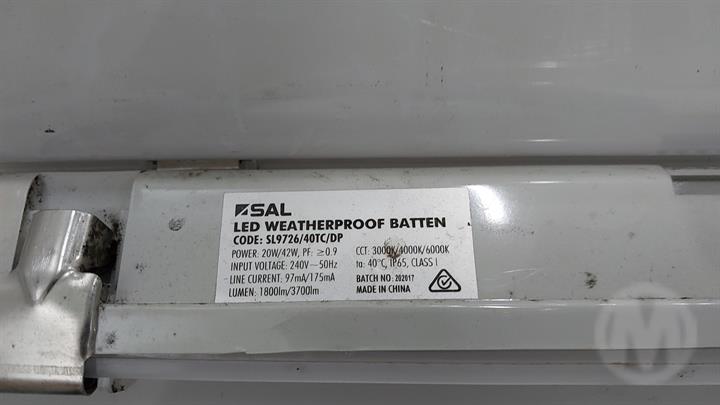 SAL
LED WEATHERPROOF BATTEN
CODE: SL9726/40TC/DP
POWER: 20W/42W, PF: ≥0.9 CCT: 3000K/4000K/6000K
INPUT VOLTAGE: 240V~50Hz ta: 40°C, IP65, CLASS I
LINE CURRENT: 97mA/175mA BATCH NO: 202017
LUMEN: 1800lm/3700lm MADE IN CHINA
M